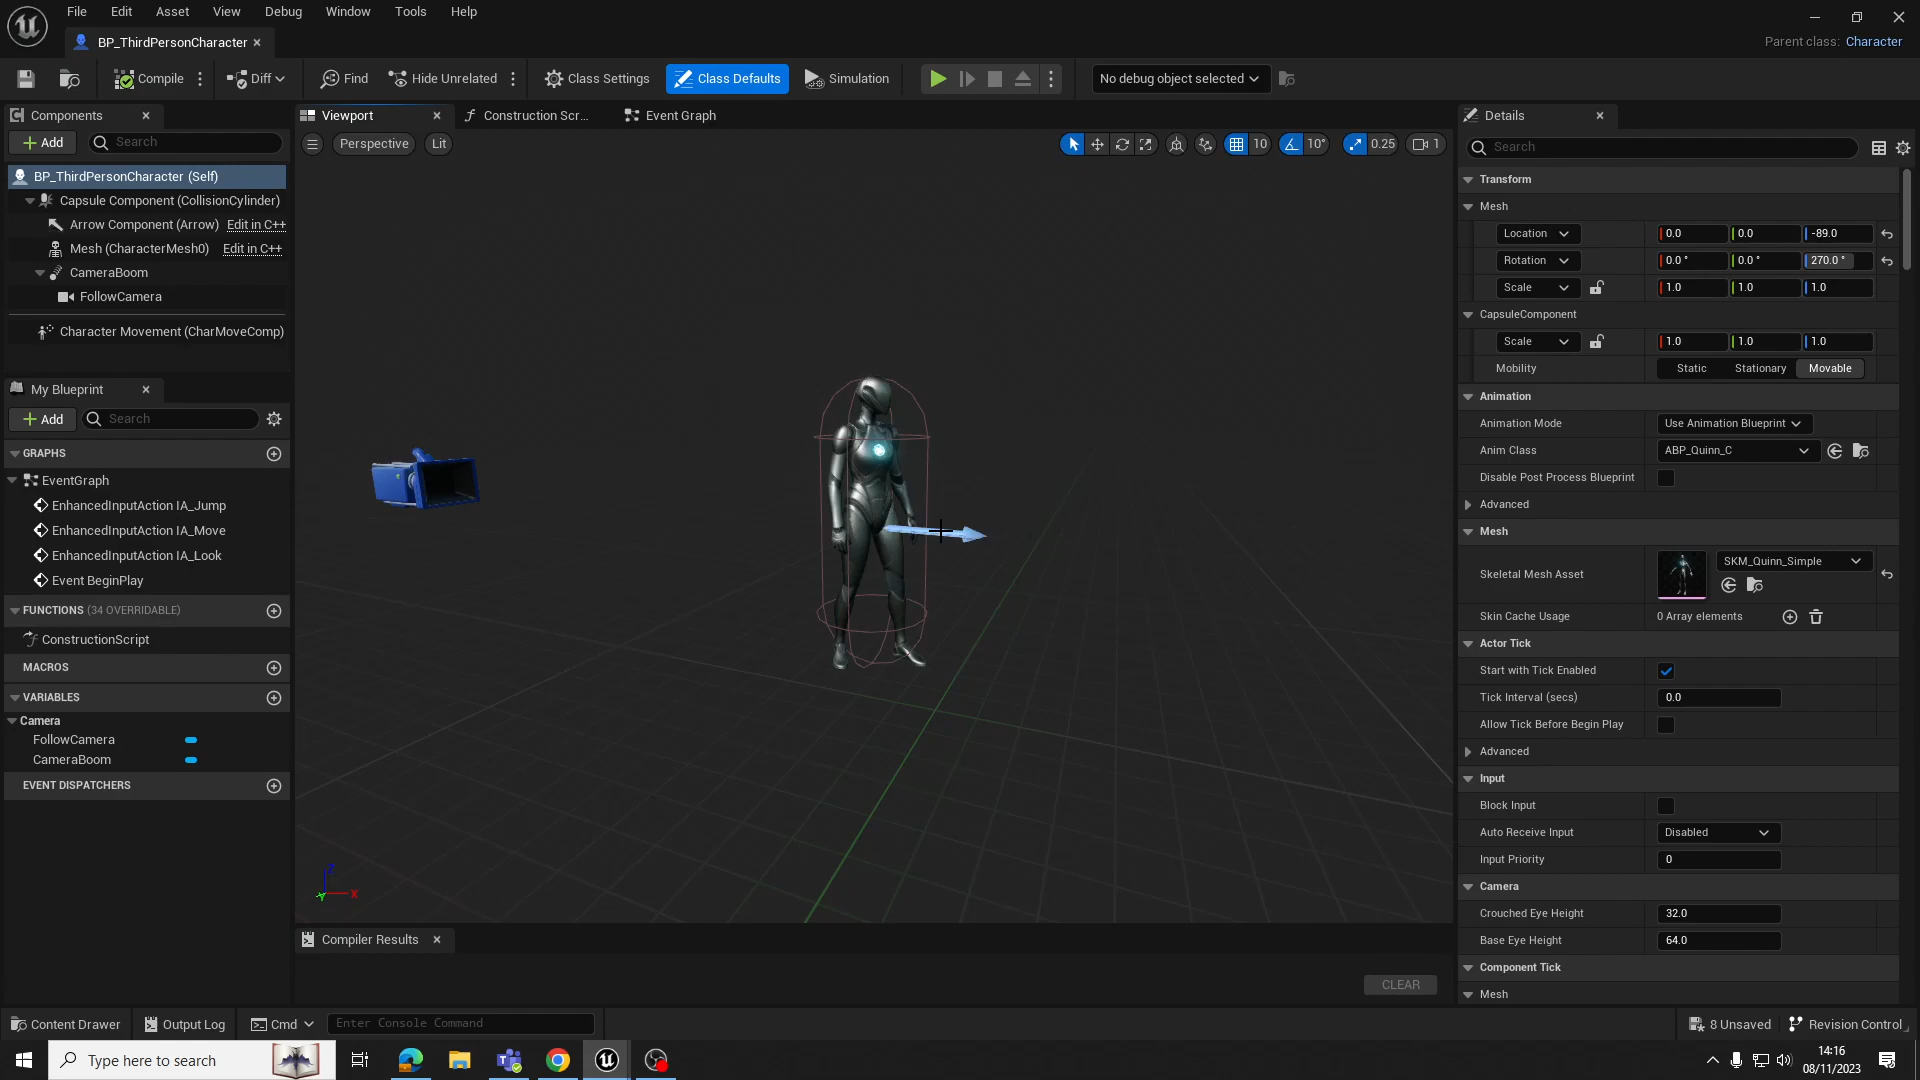 File Edit Asset View Debug Window Tools Help
BP_ThirdPersonCharacter
Parent class: Character
Compile Diff Find Hide Unrelated Class Settings Class Defaults Simulation No debug object selected
Components
Add Search
BP_ThirdPersonCharacter (Self)
Capsule Component (CollisionCylinder)
Arrow Component (Arrow) Edit in C++
Mesh (CharacterMesh0) Edit in C++
CameraBoom
FollowCamera
Character Movement (CharMoveComp)
My Blueprint
Add Search
GRAPHS
EventGraph
EnhancedInputAction IA_Jump
EnhancedInputAction IA_Move
EnhancedInputAction IA_Look
Event BeginPlay
FUNCTIONS (34 OVERRIDABLE)
ConstructionScript
MACROS
VARIABLES
Camera
FollowCamera
CameraBoom
EVENT DISPATCHERS
Viewport Construction Scr... Event Graph
Perspective Lit 10 10° 0.25 1
Z
X
Y
Compiler Results
CLEAR
Details
Search
Transform
Mesh
Location 0.0 0.0 -89.0
Rotation 0.0 ° 0.0 ° 270.0 °
Scale 1.0 1.0 1.0
CapsuleComponent
Scale 1.0 1.0 1.0
Mobility Static Stationary Movable
Animation
Animation Mode Use Animation Blueprint
Anim Class ABP_Quinn_C
Disable Post Process Blueprint
Advanced
Mesh
Skeletal Mesh Asset SKM_Quinn_Simple
Skin Cache Usage 0 Array elements
Actor Tick
Start with Tick Enabled
Tick Interval (secs) 0.0
Allow Tick Before Begin Play
Advanced
Input
Block Input
Auto Receive Input Disabled
Input Priority 0
Camera
Crouched Eye Height 32.0
Base Eye Height 64.0
Component Tick
Mesh
Content Drawer Output Log Cmd Enter Console Command 8 Unsaved Revision Control
Type here to search
14:16
08/11/2023